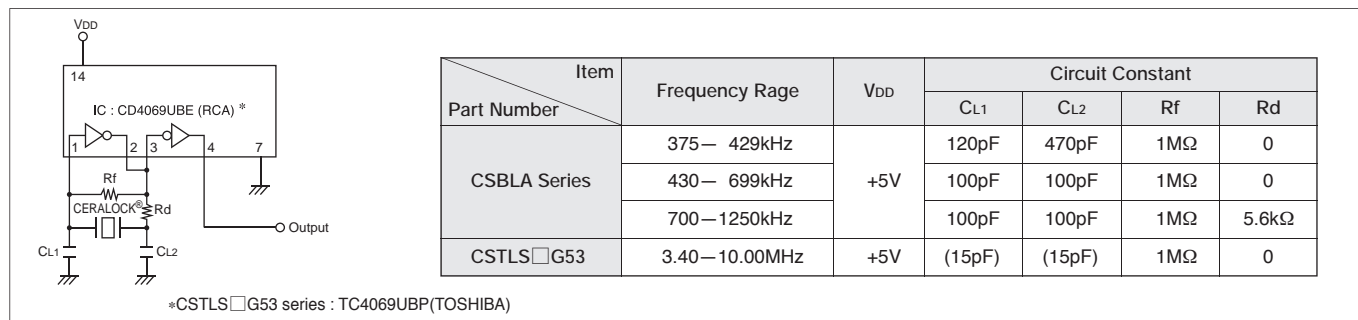 VDD
14
IC : CD4069UBE (RCA) *
1 2 3 4 7
Rf
CERALOCK® Rd
Output
CL1 CL2
*CSTLS□G53 series : TC4069UBP(TOSHIBA)
Item
Part Number
Frequency Rage
VDD
Circuit Constant
CL1 CL2 Rf Rd
CSBLA Series
375— 429kHz
+5V
120pF 470pF 1MΩ 0
430— 699kHz
100pF 100pF 1MΩ 0
700—1250kHz
100pF 100pF 1MΩ 5.6kΩ
CSTLS□G53 3.40—10.00MHz +5V (15pF) (15pF) 1MΩ 0